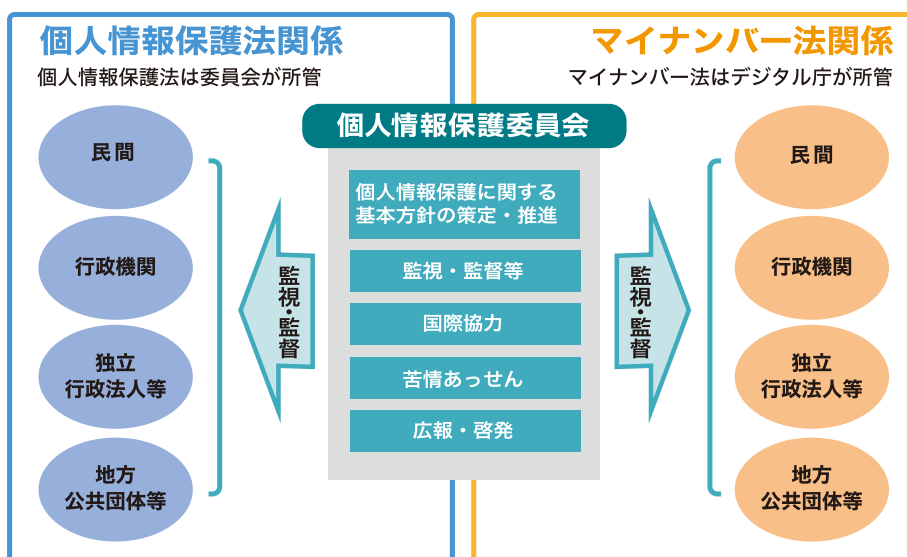 個人情報保護法関係
個人情報保護法は委員会が所管
民間
行政機関
独立
行政法人等
地方
公共団体等
監視・監督
個人情報保護委員会
個人情報保護に関する
基本方針の策定・推進
監視・監督等
国際協力
苦情あっせん
広報・啓発
監視・監督
マイナンバー法関係
マイナンバー法はデジタル庁が所管
民間
行政機関
独立
行政法人等
地方
公共団体等